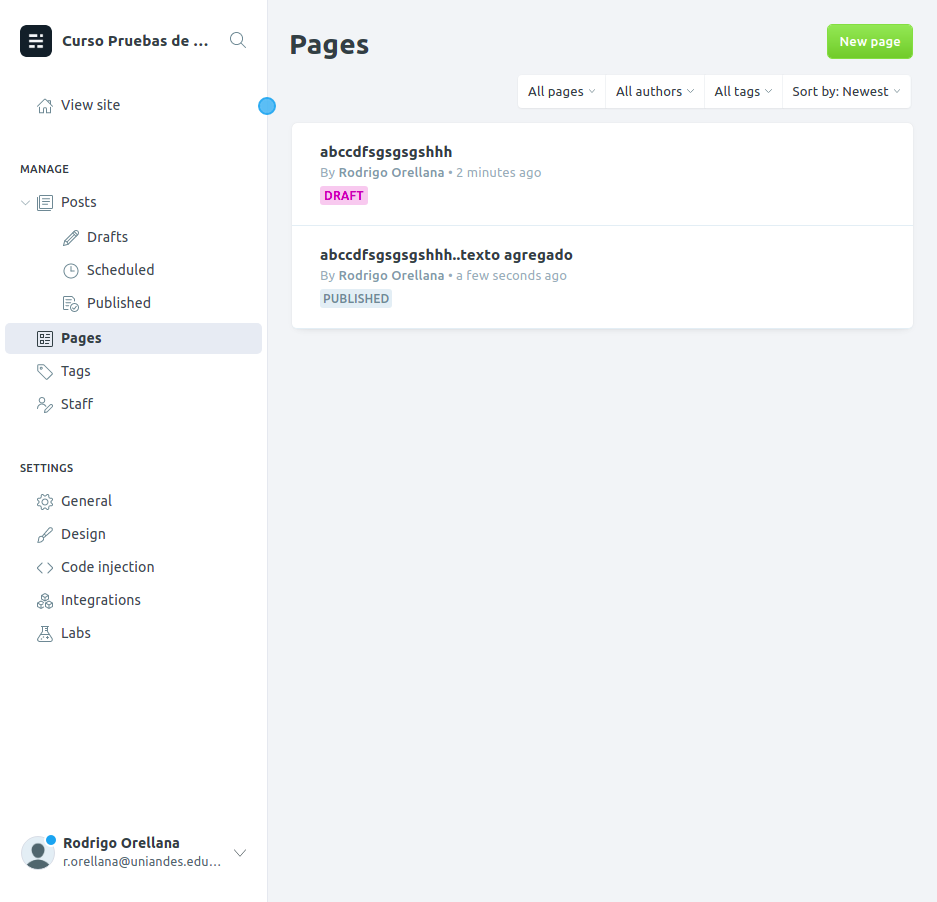 Curso Pruebas de ...
View site
MANAGE
Posts
Drafts
Scheduled
Published
Pages
Tags
Staff
SETTINGS
General
Design
Code injection
Integrations
Labs
Rodrigo Orellana
r.orellana@uniandes.edu...
Pages
New page
All pages All authors All tags Sort by: Newest
abccdfsgsgsgshhh
By Rodrigo Orellana • 2 minutes ago
DRAFT
abccdfsgsgsgshhh..texto agregado
By Rodrigo Orellana • a few seconds ago
PUBLISHED